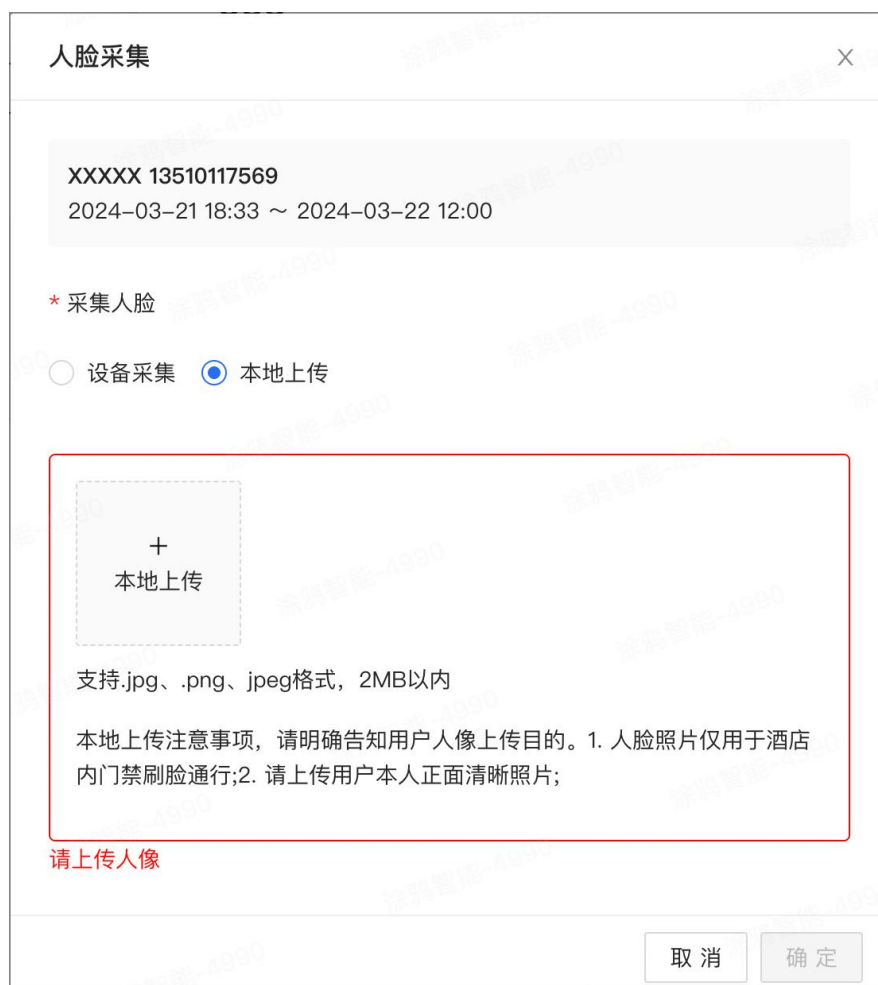 人脸采集
XXXXX 13510117569
2024-03-21 18:33 ～ 2024-03-22 12:00
* 采集人脸
设备采集 本地上传
+
本地上传
支持.jpg、.png、jpeg格式，2MB以内
本地上传注意事项，请明确告知用户人像上传目的。1. 人脸照片仅用于酒店
内门禁刷脸通行;2. 请上传用户本人正面清晰照片;
请上传人像
取 消 确 定
涂鸦智能-4990